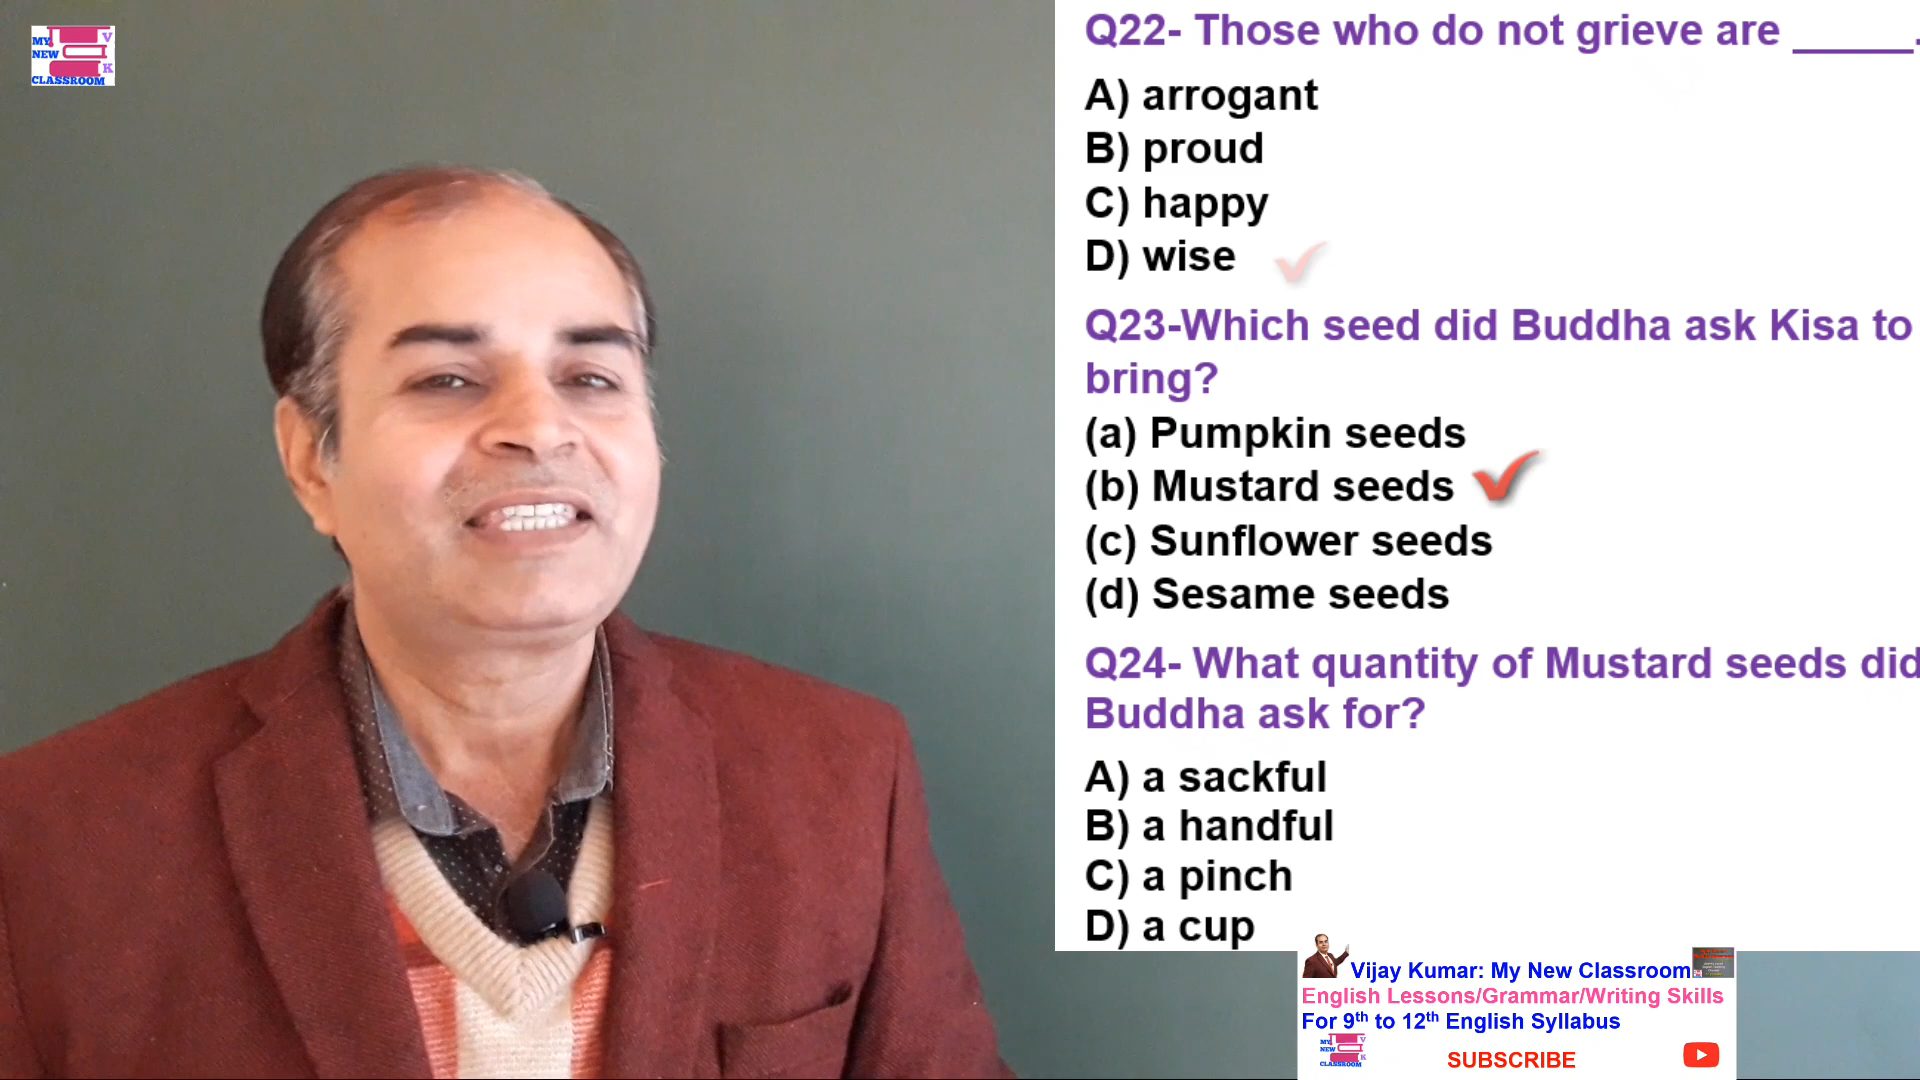 MY
NEW
CLASSROOM
V
K
Q22- Those who do not grieve are _____.
A) arrogant
B) proud
C) happy
D) wise
Q23-Which seed did Buddha ask Kisa to
bring?
(a) Pumpkin seeds
(b) Mustard seeds
(c) Sunflower seeds
(d) Sesame seeds
Q24- What quantity of Mustard seeds did
Buddha ask for?
A) a sackful
B) a handful
C) a pinch
D) a cup
Vijay Kumar: My New Classroom
English Lessons/Grammar/Writing Skills
For 9th to 12th English Syllabus
MY
NEW
CLASSROOM
V
K
SUBSCRIBE